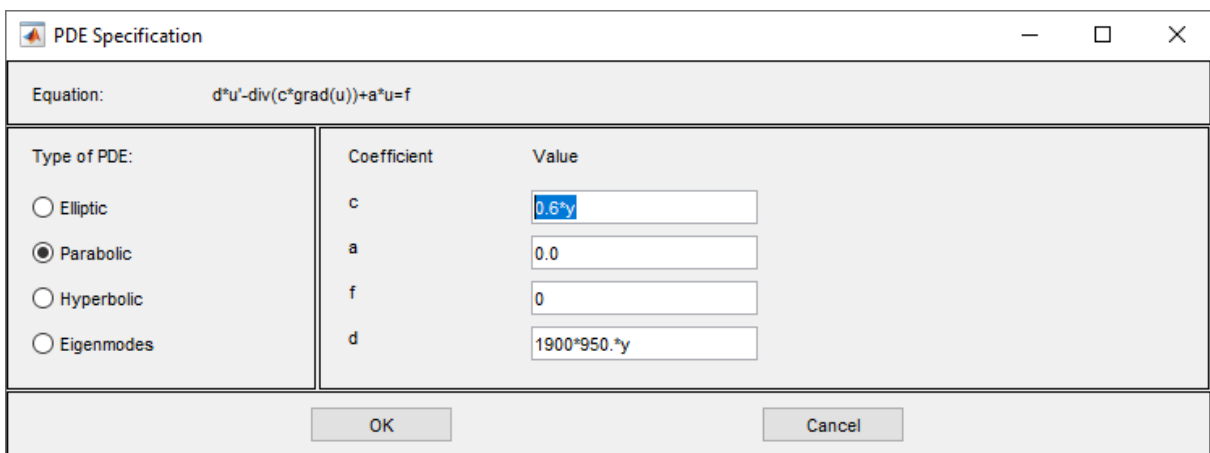 PDE Specification
Equation: d*u'-div(c*grad(u))+a*u=f
Type of PDE:
Elliptic
Parabolic
Hyperbolic
Eigenmodes
Coefficient Value
c 0.6*y
a 0.0
f 0
d 1900*950.*y
OK Cancel